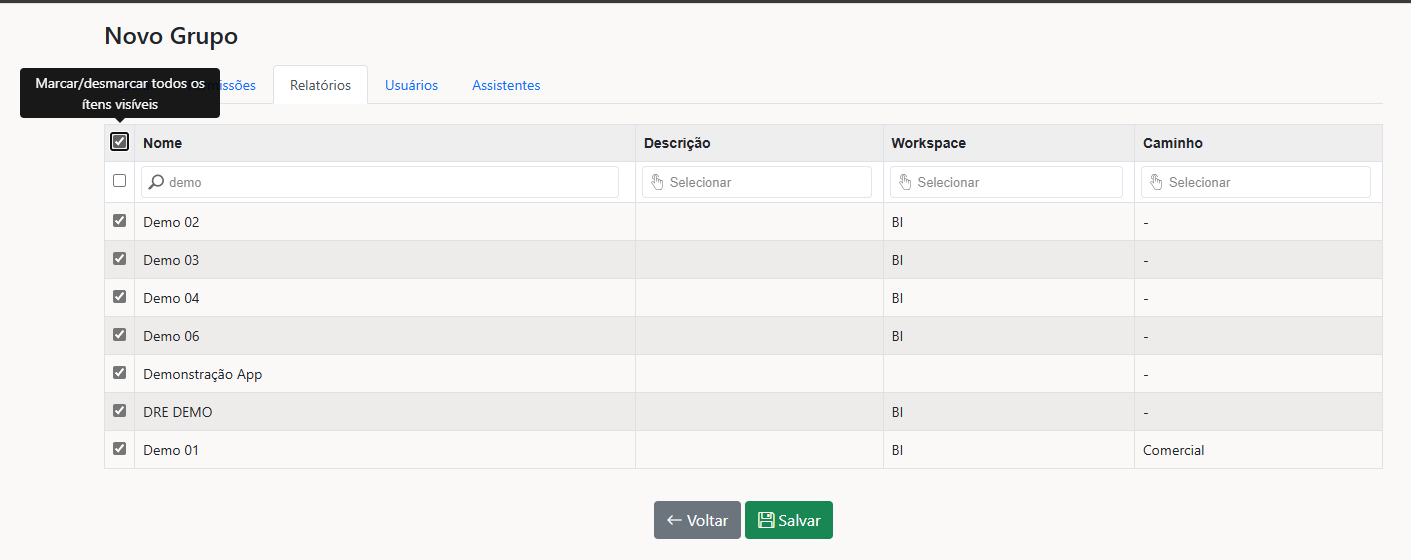 Novo Grupo
Marcar/desmarcar todos os
ítens visíveis
missões
Relatórios
Usuários
Assistentes
Nome
Descrição
Workspace
Caminho
demo
Selecionar
Selecionar
Selecionar
Demo 02
BI
-
Demo 03
BI
-
Demo 04
BI
-
Demo 06
BI
-
Demonstração App
-
DRE DEMO
BI
-
Demo 01
BI
Comercial
Voltar
Salvar